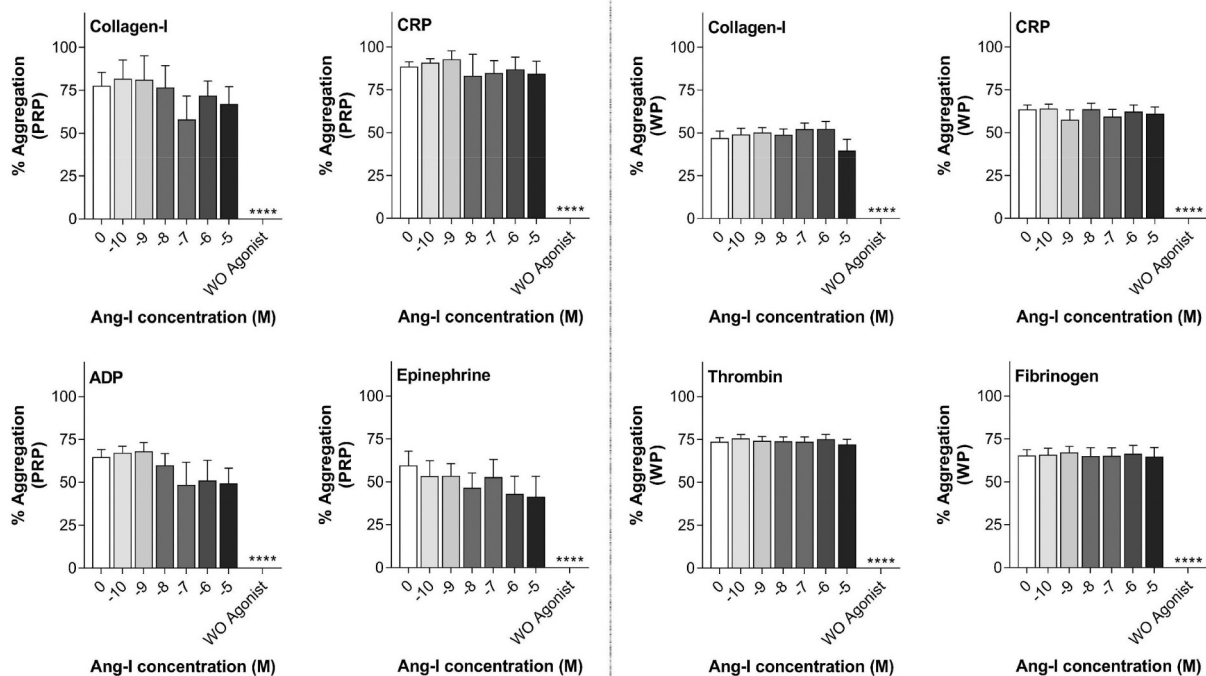 Collagen-I
% Aggregation
(PRP)
100
75
50
25
0
****
0 -10 -9 -8 -7 -6 -5 WO Agonist
Ang-I concentration (M)
CRP
% Aggregation
(PRP)
100
75
50
25
0
****
0 -10 -9 -8 -7 -6 -5 WO Agonist
Ang-I concentration (M)
Collagen-I
% Aggregation
(WP)
100
75
50
25
0
****
0 -10 -9 -8 -7 -6 -5 WO Agonist
Ang-I concentration (M)
CRP
% Aggregation
(WP)
100
75
50
25
0
****
0 -10 -9 -8 -7 -6 -5 WO Agonist
Ang-I concentration (M)
ADP
% Aggregation
(PRP)
100
75
50
25
0
****
0 -10 -9 -8 -7 -6 -5 WO Agonist
Ang-I concentration (M)
Epinephrine
% Aggregation
(PRP)
100
75
50
25
0
****
0 -10 -9 -8 -7 -6 -5 WO Agonist
Ang-I concentration (M)
Thrombin
% Aggregation
(WP)
100
75
50
25
0
****
0 -10 -9 -8 -7 -6 -5 WO Agonist
Ang-I concentration (M)
Fibrinogen
% Aggregation
(WP)
100
75
50
25
0
****
0 -10 -9 -8 -7 -6 -5 WO Agonist
Ang-I concentration (M)